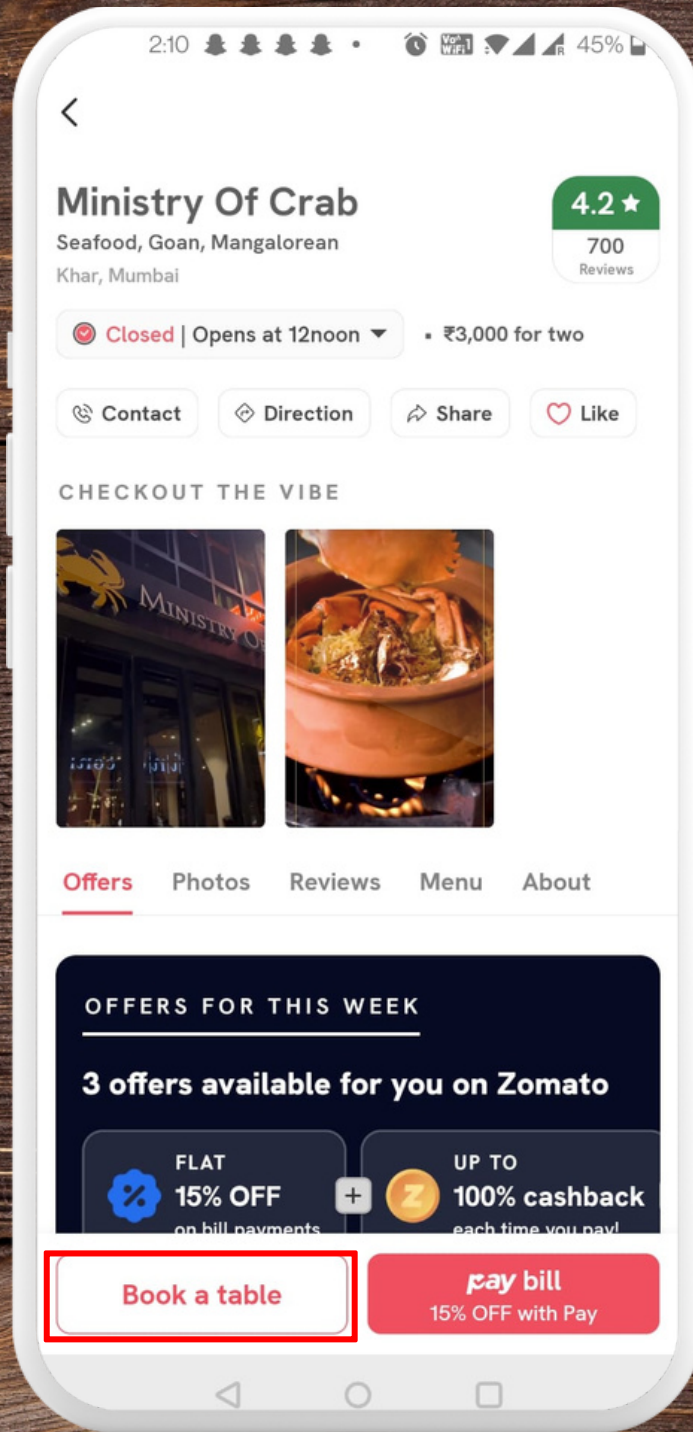 2:10 45%
Vo) WiFi 1 R
Ministry Of Crab
4.2 ★
Seafood, Goan, Mangalorean
700
Khar, Mumbai
Reviews
Closed | Opens at 12noon
▪ ₹3,000 for two
Contact
Direction
Share
Like
CHECKOUT THE VIBE
MINISTRY
Offers Photos Reviews Menu About
OFFERS FOR THIS WEEK
3 offers available for you on Zomato
FLAT
15% OFF
on bill payments
+
UP TO
100% cashback
each time you pay!
Book a table
pay bill
15% OFF with Pay